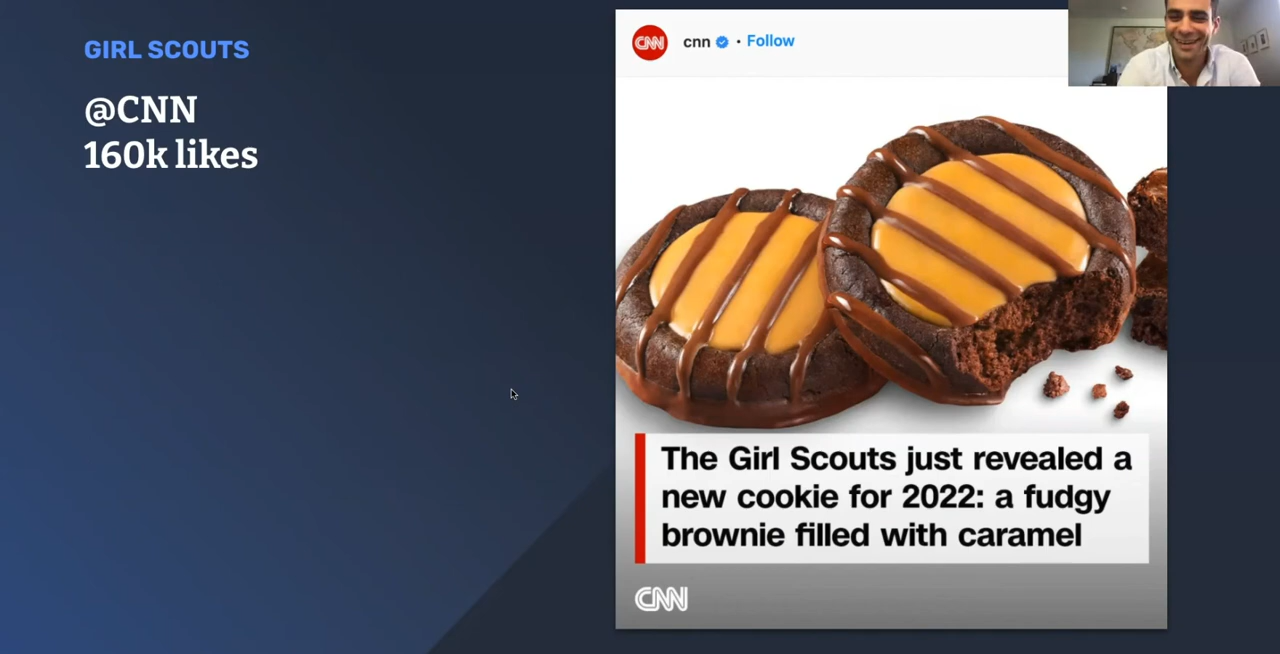 GIRL SCOUTS
@CNN
160k likes
CNN
cnn • Follow
The Girl Scouts just revealed a
new cookie for 2022: a fudgy
brownie filled with caramel
CNN